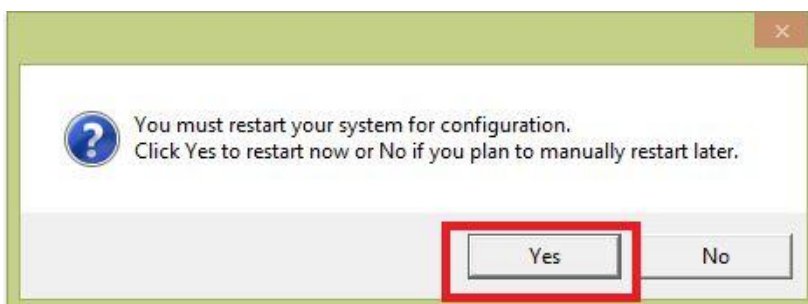 You must restart your system for configuration.
Click Yes to restart now or No if you plan to manually restart later.
Yes No